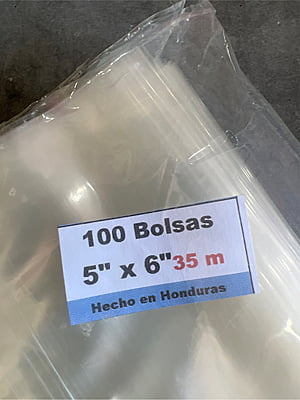 100 Bolsas
5" x 6" 35 m
Hecho en Honduras